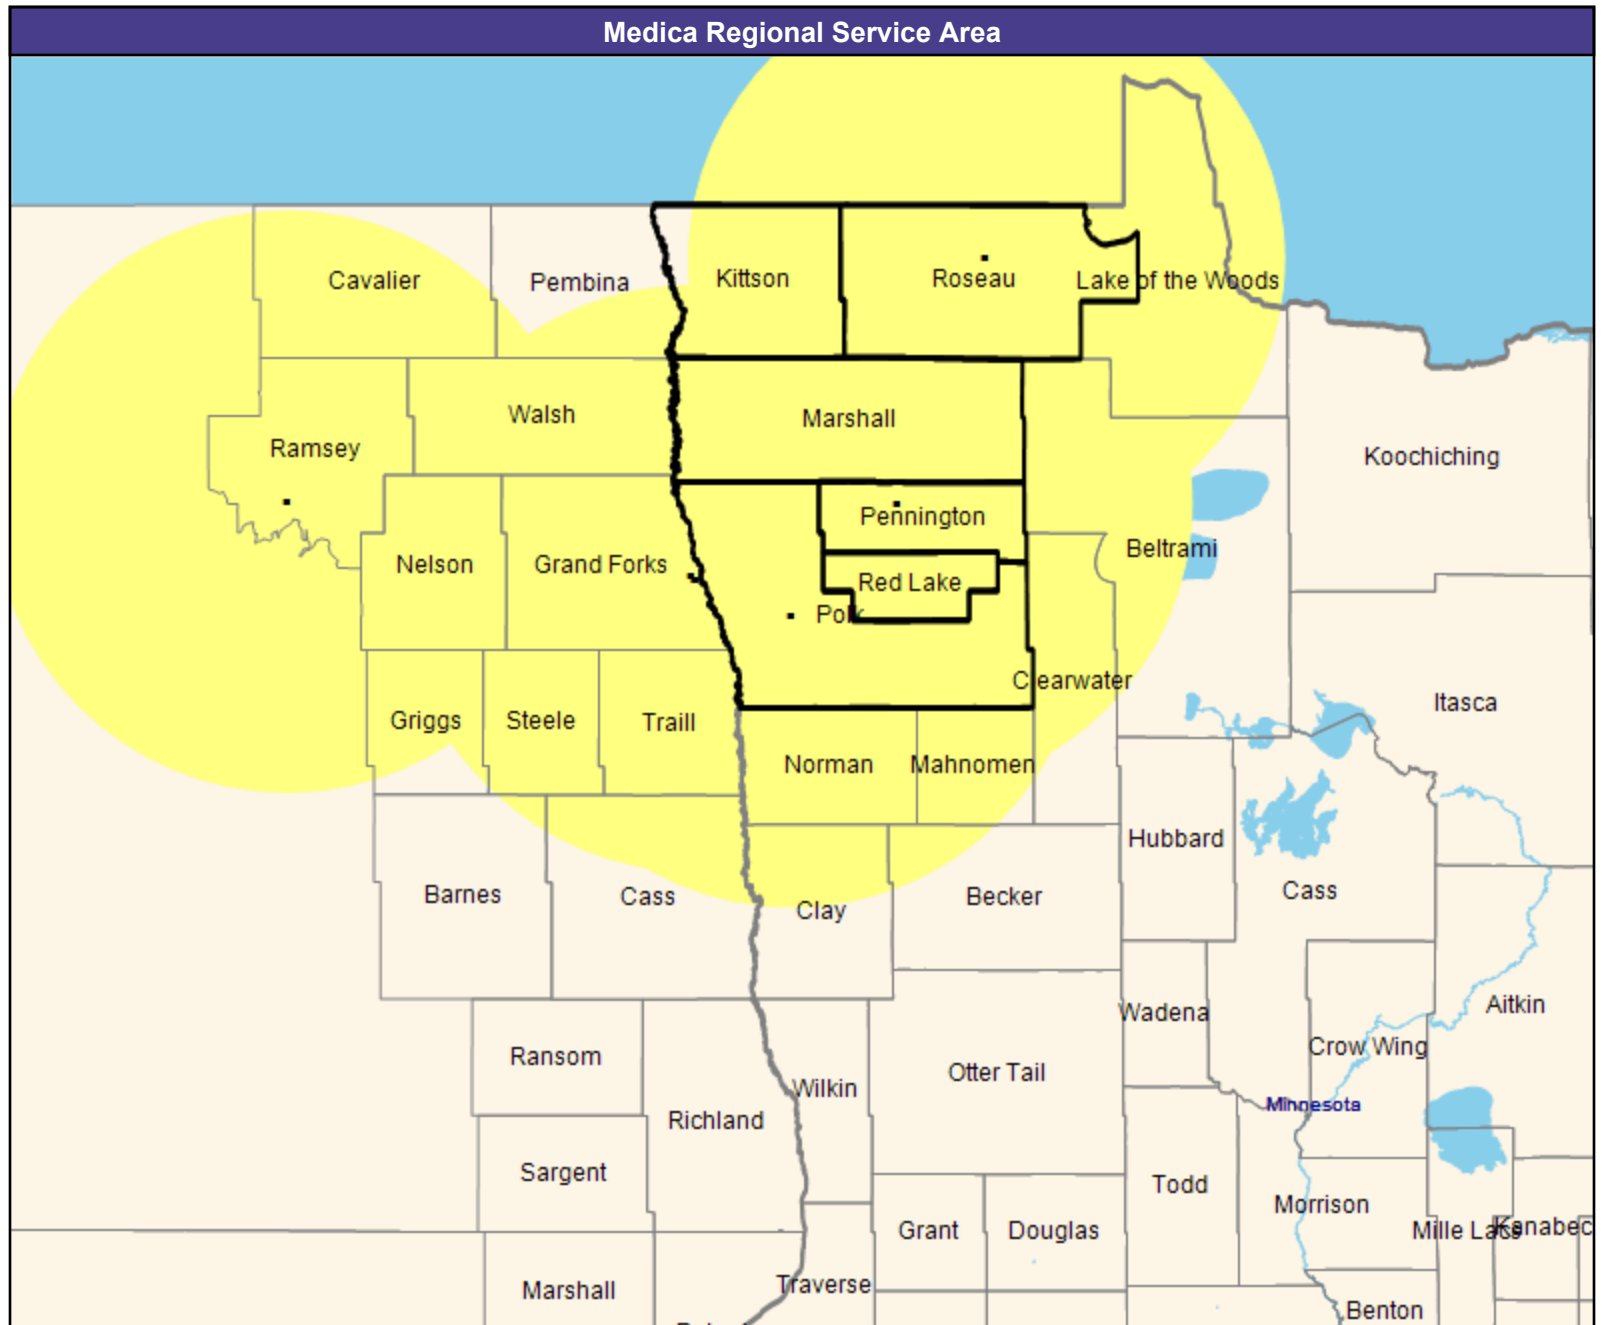 Medica Regional Service Area
Cavalier
Pembina
Kittson
Roseau
Lake of the Woods
Walsh
Marshall
Ramsey
Koochiching
Pennington
Beltrami
Nelson
Grand Forks
Red Lake
Polk
Clearwater
Griggs
Steele
Traill
Itasca
Norman
Mahnomen
Hubbard
Barnes
Cass
Clay
Becker
Cass
Wadena
Aitkin
Ransom
Crow Wing
Otter Tail
Wilkin
Minnesota
Richland
Sargent
Todd
Morrison
Grant
Douglas
Mille Lacs
Kanabec
Marshall
Traverse
Benton